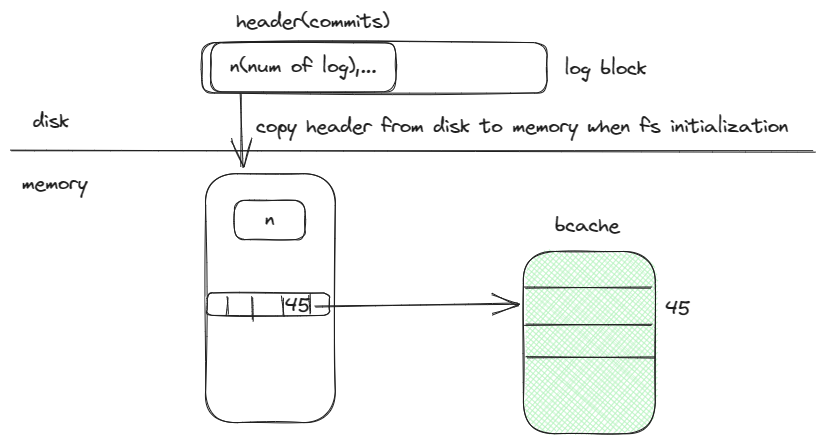 header(commits)
n(num of log),...
log block
disk
copy header from disk to memory when fs initialization
memory
n
bcache
45
45